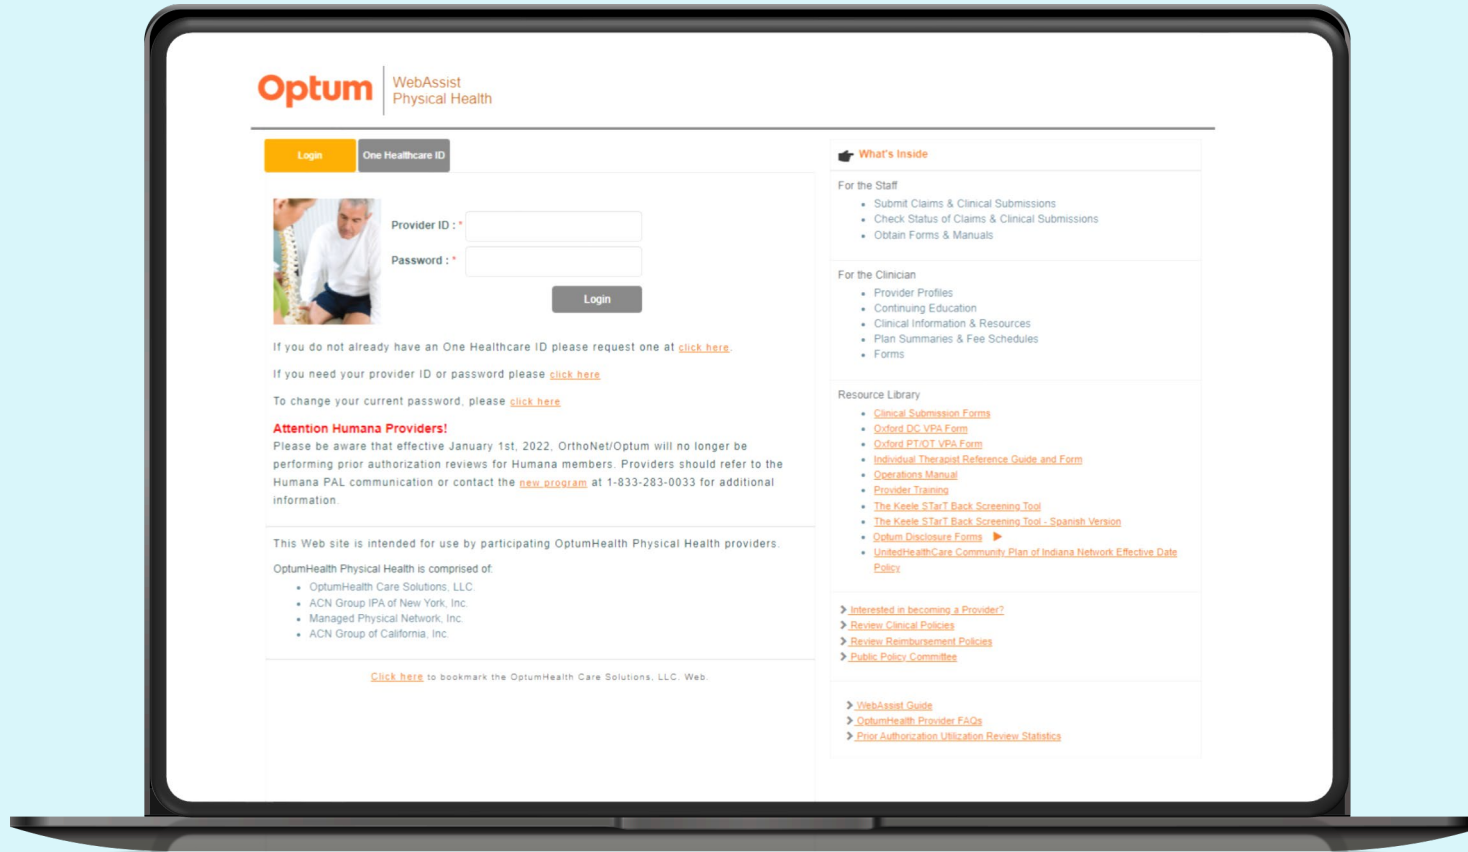 Optum
WebAssist
Physical Health
Login
One Healthcare ID
Provider ID : *
Password : *
Login
If you do not already have an One Healthcare ID please request one at click here.
If you need your provider ID or password please click here
To change your current password, please click here
Attention Humana Providers!
Please be aware that effective January 1st, 2022, OrthoNet/Optum will no longer be
performing prior authorization reviews for Humana members. Providers should refer to the
Humana PAL communication or contact the new program at 1-833-283-0033 for additional
information.
This Web site is intended for use by participating OptumHealth Physical Health providers.
OptumHealth Physical Health is comprised of:
• OptumHealth Care Solutions, LLC.
• ACN Group IPA of New York, Inc.
• Managed Physical Network, Inc.
• ACN Group of California, Inc.
Click here to bookmark the OptumHealth Care Solutions, LLC. Web.
What's Inside
For the Staff
• Submit Claims & Clinical Submissions
• Check Status of Claims & Clinical Submissions
• Obtain Forms & Manuals
For the Clinician
• Provider Profiles
• Continuing Education
• Clinical Information & Resources
• Plan Summaries & Fee Schedules
• Forms
Resource Library
• Clinical Submission Forms
• Oxford DC VPA Form
• Oxford PT/OT VPA Form
• Individual Therapist Reference Guide and Form
• Operations Manual
• Provider Training
• The Keele STarT Back Screening Tool
• The Keele STarT Back Screening Tool - Spanish Version
• Optum Disclosure Forms
• UnitedHealthCare Community Plan of Indiana Network Effective Date
Policy
Interested in becoming a Provider?
Review Clinical Policies
Review Reimbursement Policies
Public Policy Committee
WebAssist Guide
OptumHealth Provider FAQs
Prior Authorization Utilization Review Statistics